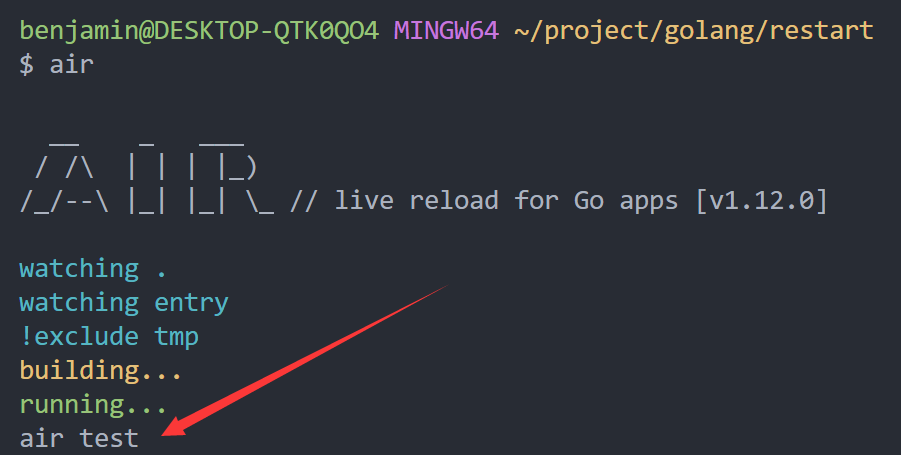 benjamin@DESKTOP-QTK0QO4 MINGW64 ~/project/golang/restart
$ air
  __    _   ___
 / /\  | | | |_)
/_/--\ |_| |_| \_ // live reload for Go apps [v1.12.0]
watching .
watching entry
!exclude tmp
building...
running...
air test